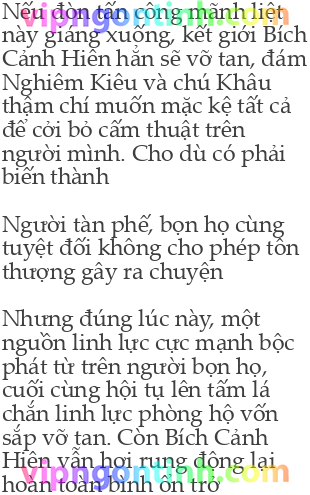 Nếu đòn tấn công mãnh liệt
này giáng xuống, kết giới Bích
Cảnh Hiên hẳn sẽ vỡ tan, đám
Nghiêm Kiêu và chú Khâu
thậm chí muốn mặc kệ tất cả
để cởi bỏ cấm thuật trên
người mình. Cho dù có phải
biến thành
Người tàn phế, bọn họ cùng
tuyệt đối không cho phép tôn
thượng gây ra chuyện
Nhưng đúng lúc này, một
nguồn linh lực cực mạnh bộc
phát từ trên người bọn họ,
cuối cùng hội tụ lên tấm lá
chắn linh lực phòng hộ vốn
sắp vỡ tan. Còn Bích Cảnh
Hiên vẫn hơi rung động lại
hoàn toàn bình ổn trở
vipngontinh.com
vipngontinh.com